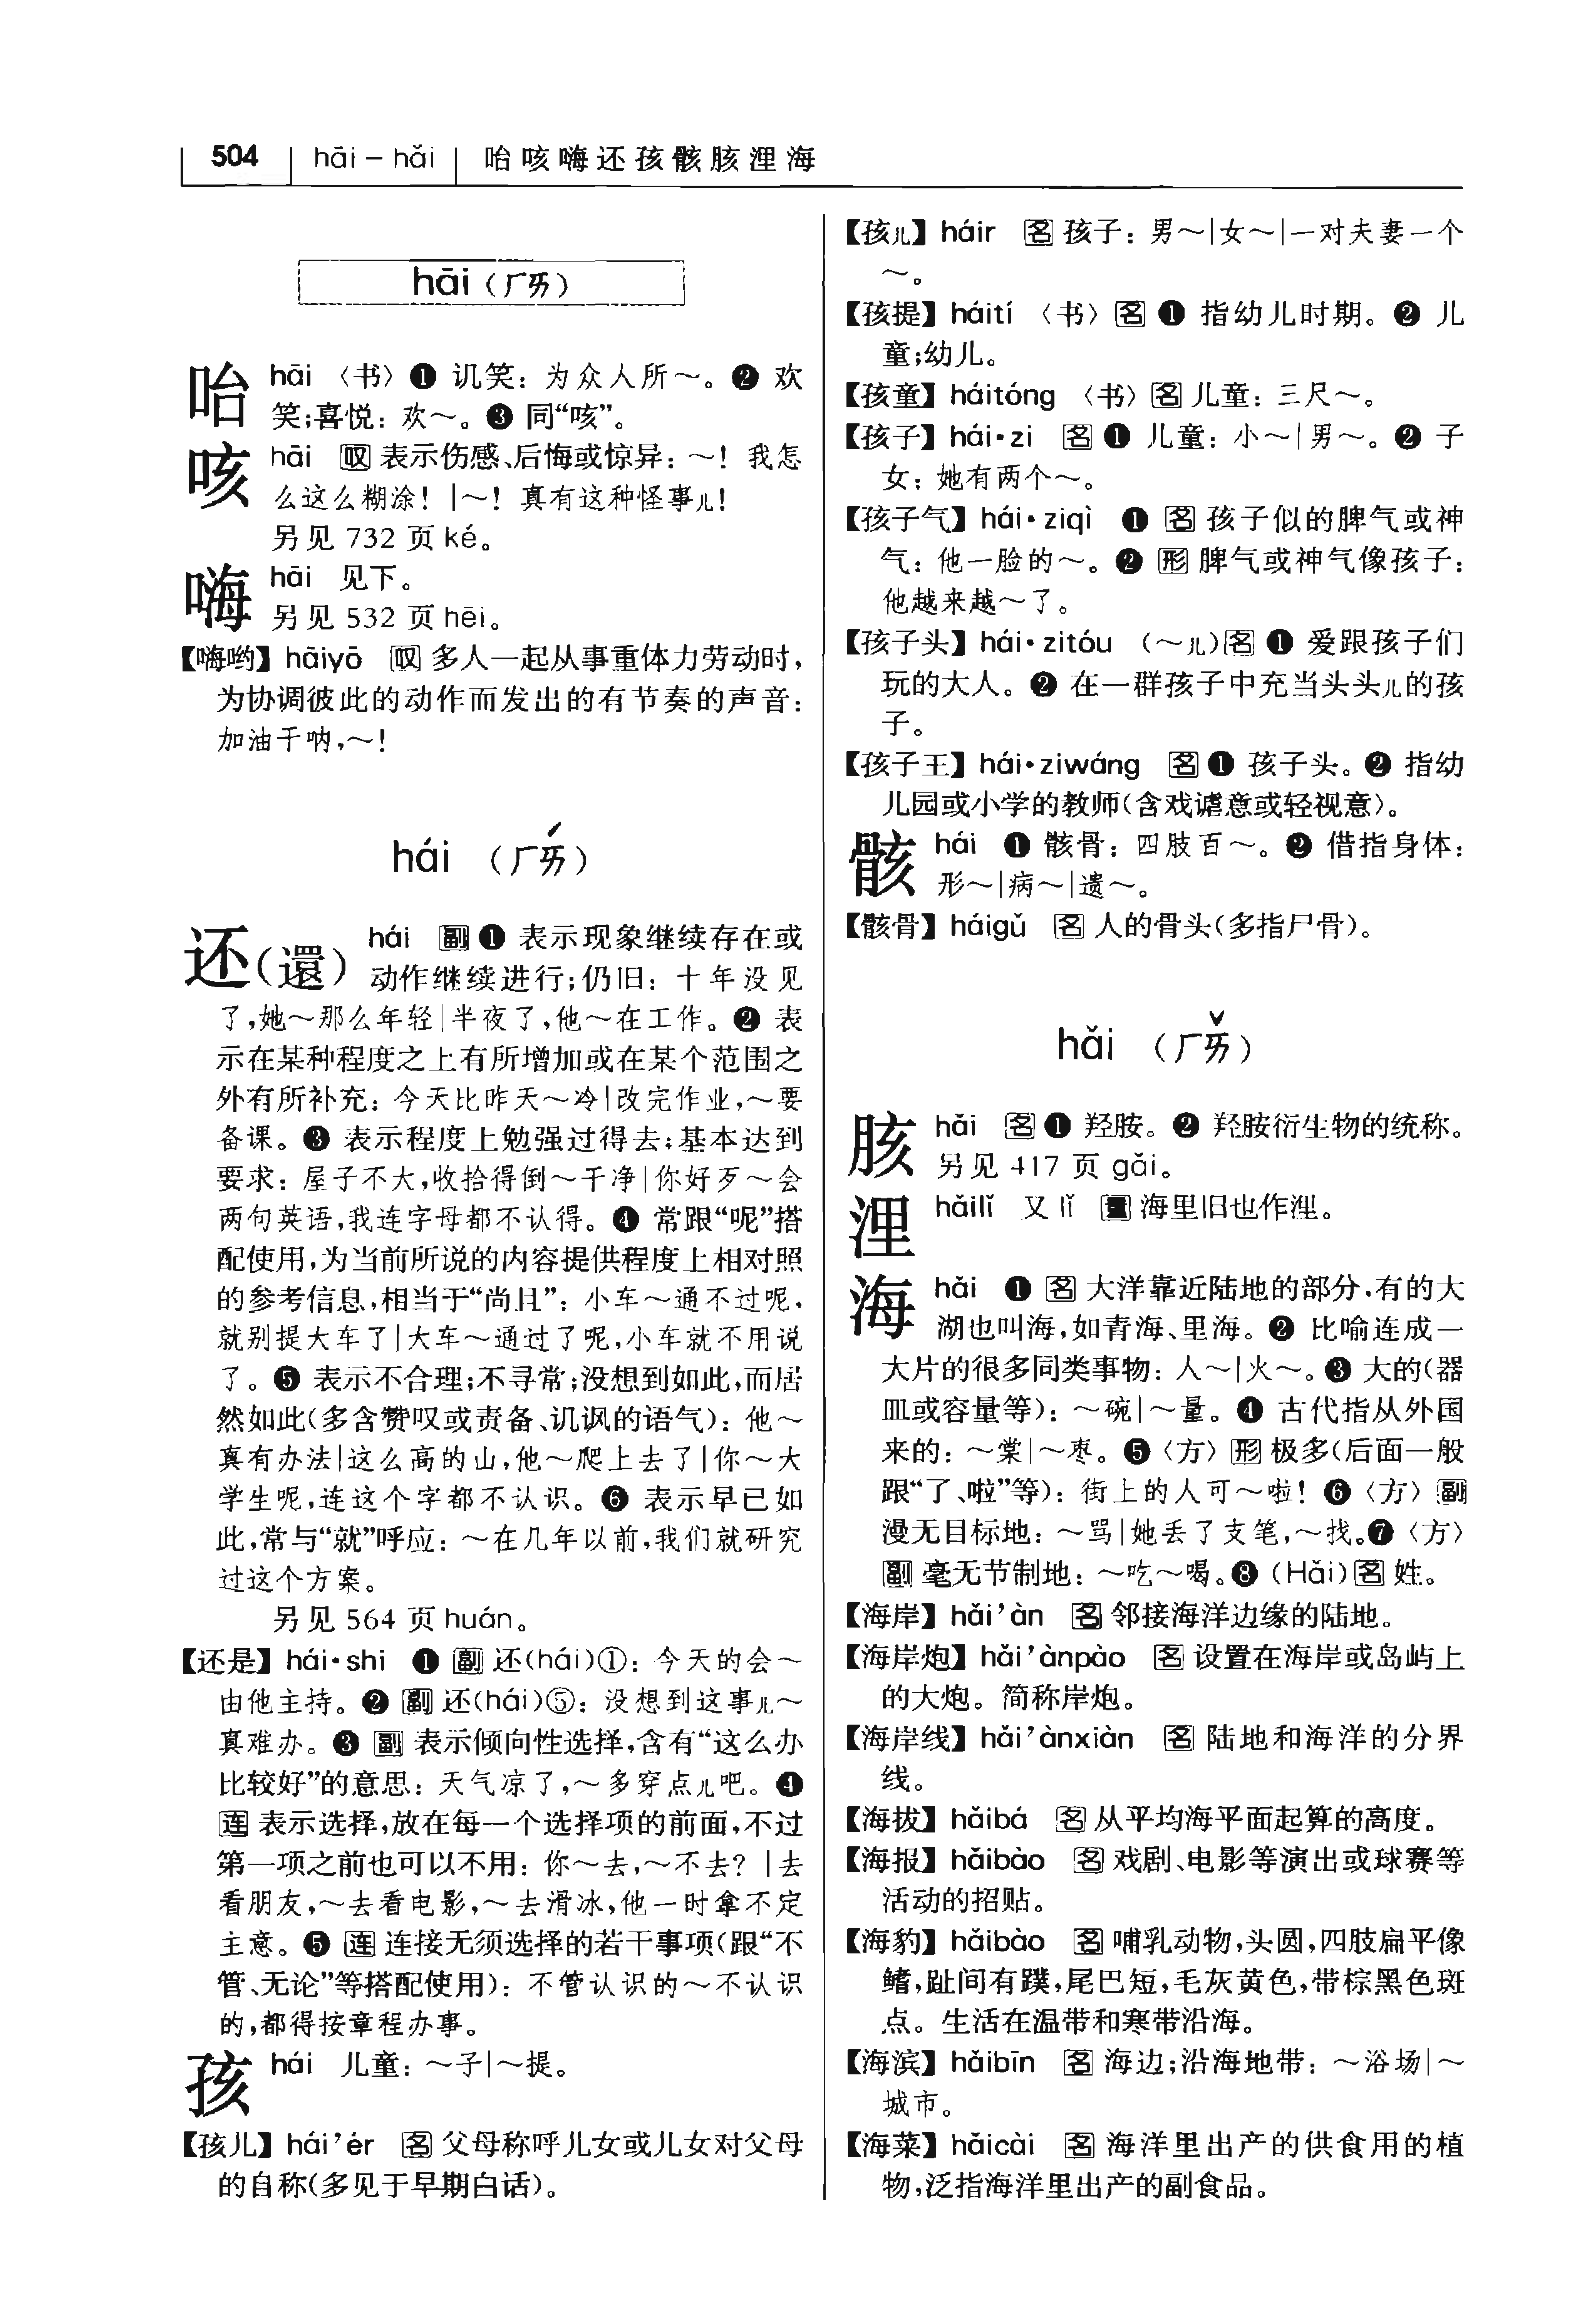 504 hāi – hǎi 咍咳嗨还孩骸胲浬海
hāi（ㄏㄞ）
咍 hāi 〈书〉❶ 讥笑：为众人所～。❷ 欢
笑；喜悦：欢～。❸ 同“咳”。
咳 hāi 叹 表示伤感、后悔或惊异：～！我怎
么这么糊涂！|～！真有这种怪事儿！
另见 732 页 ké。
嗨 hāi 见下。
另见 532 页 hēi。
【嗨哟】hāiyō 叹 多人一起从事重体力劳动时，
为协调彼此的动作而发出的有节奏的声音：
加油干呐，～！
hái （ㄏㄞˊ）
还（還） hái 副 ❶ 表示现象继续存在或
动作继续进行；仍旧：十年没见
了，她～那么年轻|半夜了，他～在工作。❷ 表
示在某种程度之上有所增加或在某个范围之
外有所补充：今天比昨天～冷|改完作业，～要
备课。❸ 表示程度上勉强过得去；基本达到
要求：屋子不大，收拾得倒～干净|你好歹～会
两句英语，我连字母都不认得。❹ 常跟“呢”搭
配使用，为当前所说的内容提供程度上相对照
的参考信息，相当于“尚且”：小车～通不过呢，
就别提大车了|大车～通过了呢，小车就不用说
了。❺ 表示不合理；不寻常；没想到如此，而居
然如此（多含赞叹或责备、讥讽的语气）：他～
真有办法|这么高的山，他～爬上去了|你～大
学生呢，连这个字都不认识。❻ 表示早已如
此，常与“就”呼应：～在几年以前，我们就研究
过这个方案。
另见 564 页 huán。
【还是】hái·shi ❶ 副 还（hái）①：今天的会～
由他主持。❷ 副 还（hái）⑤：没想到这事儿～
真难办。❸ 副 表示倾向性选择，含有“这么办
比较好”的意思：天气凉了，～多穿点儿吧。❹
连 表示选择，放在每一个选择项的前面，不过
第一项之前也可以不用：你～去，～不去？|去
看朋友，～去看电影，～去滑冰，他一时拿不定
主意。❺ 连 连接无须选择的若干事项（跟“不
管、无论”等搭配使用）：不管认识的～不认识
的，都得按章程办事。
孩 hái 儿童：～子|～提。
【孩儿】hái’ér 名 父母称呼儿女或儿女对父母
的自称（多见于早期白话）。
【孩儿】háir 名 孩子：男～|女～|一对夫妻一个
～。
【孩提】háití 〈书〉名 ❶ 指幼儿时期。❷ 儿
童；幼儿。
【孩童】háitóng 〈书〉名 儿童：三尺～。
【孩子】hái·zi 名 ❶ 儿童：小～|男～。❷ 子
女：她有两个～。
【孩子气】hái·ziqì ❶ 名 孩子似的脾气或神
气：他一脸的～。❷ 形 脾气或神气像孩子：
他越来越～了。
【孩子头】hái·zitóu （～儿）名 ❶ 爱跟孩子们
玩的大人。❷ 在一群孩子中充当头头儿的孩
子。
【孩子王】hái·ziwáng 名 ❶ 孩子头。❷ 指幼
儿园或小学的教师（含戏谑意或轻视意）。
骸 hái ❶ 骸骨：四肢百～。❷ 借指身体：
形～|病～|遗～。
【骸骨】háigǔ 名 人的骨头（多指尸骨）。
hǎi （ㄏㄞˇ）
胲 hǎi 名 ❶ 羟胺。❷ 羟胺衍生物的统称。
另见 417 页 gǎi。
浬 hǎilǐ 又 lǐ 量 海里旧也作浬。
海 hǎi ❶ 名 大洋靠近陆地的部分，有的大
湖也叫海，如青海、里海。❷ 比喻连成一
大片的很多同类事物：人～|火～。❸ 大的（器
皿或容量等）：～碗|～量。❹ 古代指从外国
来的：～棠|～枣。❺〈方〉形 极多（后面一般
跟“了、啦”等）：街上的人可～啦！❻〈方〉副
漫无目标地：～骂|她丢了支笔，～找。❼〈方〉
副 毫无节制地：～吃～喝。❽（Hǎi）名 姓。
【海岸】hǎi’àn 名 邻接海洋边缘的陆地。
【海岸炮】hǎi’ànpào 名 设置在海岸或岛屿上
的大炮。简称岸炮。
【海岸线】hǎi’ànxiàn 名 陆地和海洋的分界
线。
【海拔】hǎibá 名 从平均海平面起算的高度。
【海报】hǎibào 名 戏剧、电影等演出或球赛等
活动的招贴。
【海豹】hǎibào 名 哺乳动物，头圆，四肢扁平像
鳍，趾间有蹼，尾巴短，毛灰黄色，带棕黑色斑
点。生活在温带和寒带沿海。
【海滨】hǎibīn 名 海边；沿海地带：～浴场|～
城市。
【海菜】hǎicài 名 海洋里出产的供食用的植
物，泛指海洋里出产的副食品。